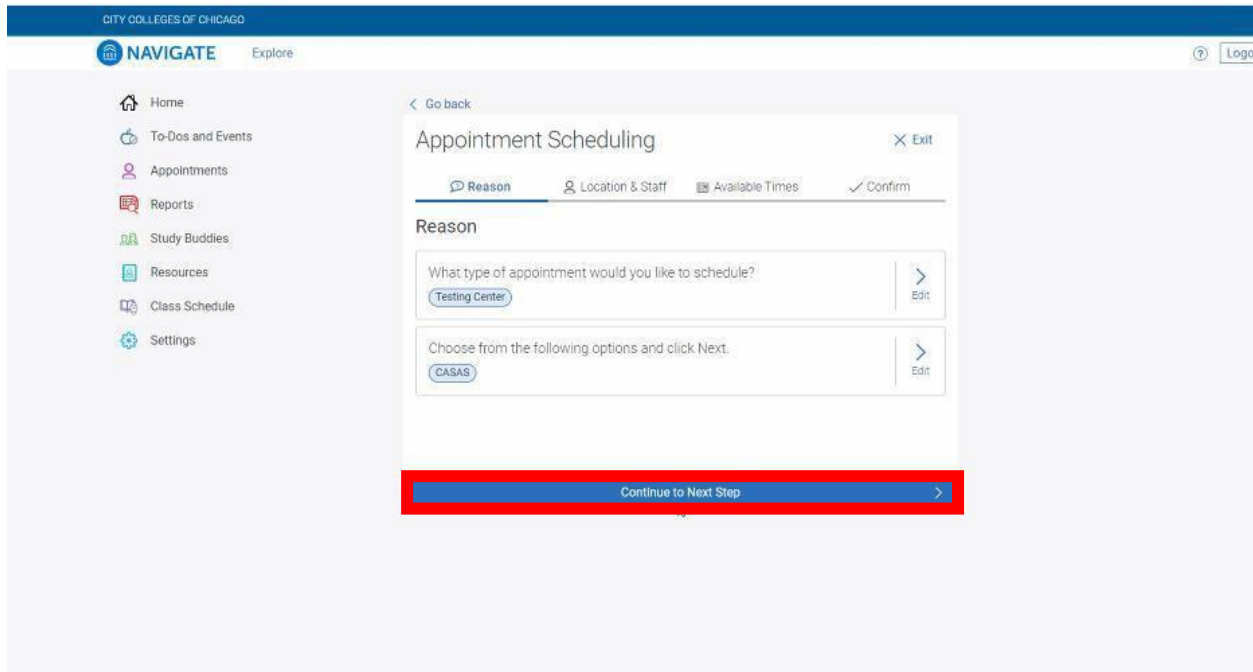 CITY COLLEGES OF CHICAGO
NAVIGATE
Explore
?
Home
To-Dos and Events
Appointments
Reports
Study Buddies
Resources
Class Schedule
Settings
Go back
Appointment Scheduling
Exit
Reason
Location & Staff
Available Times
Confirm
Reason
What type of appointment would you like to schedule?
Testing Center
Edit
Choose from the following options and click Next.
CASAS
Edit
Continue to Next Step